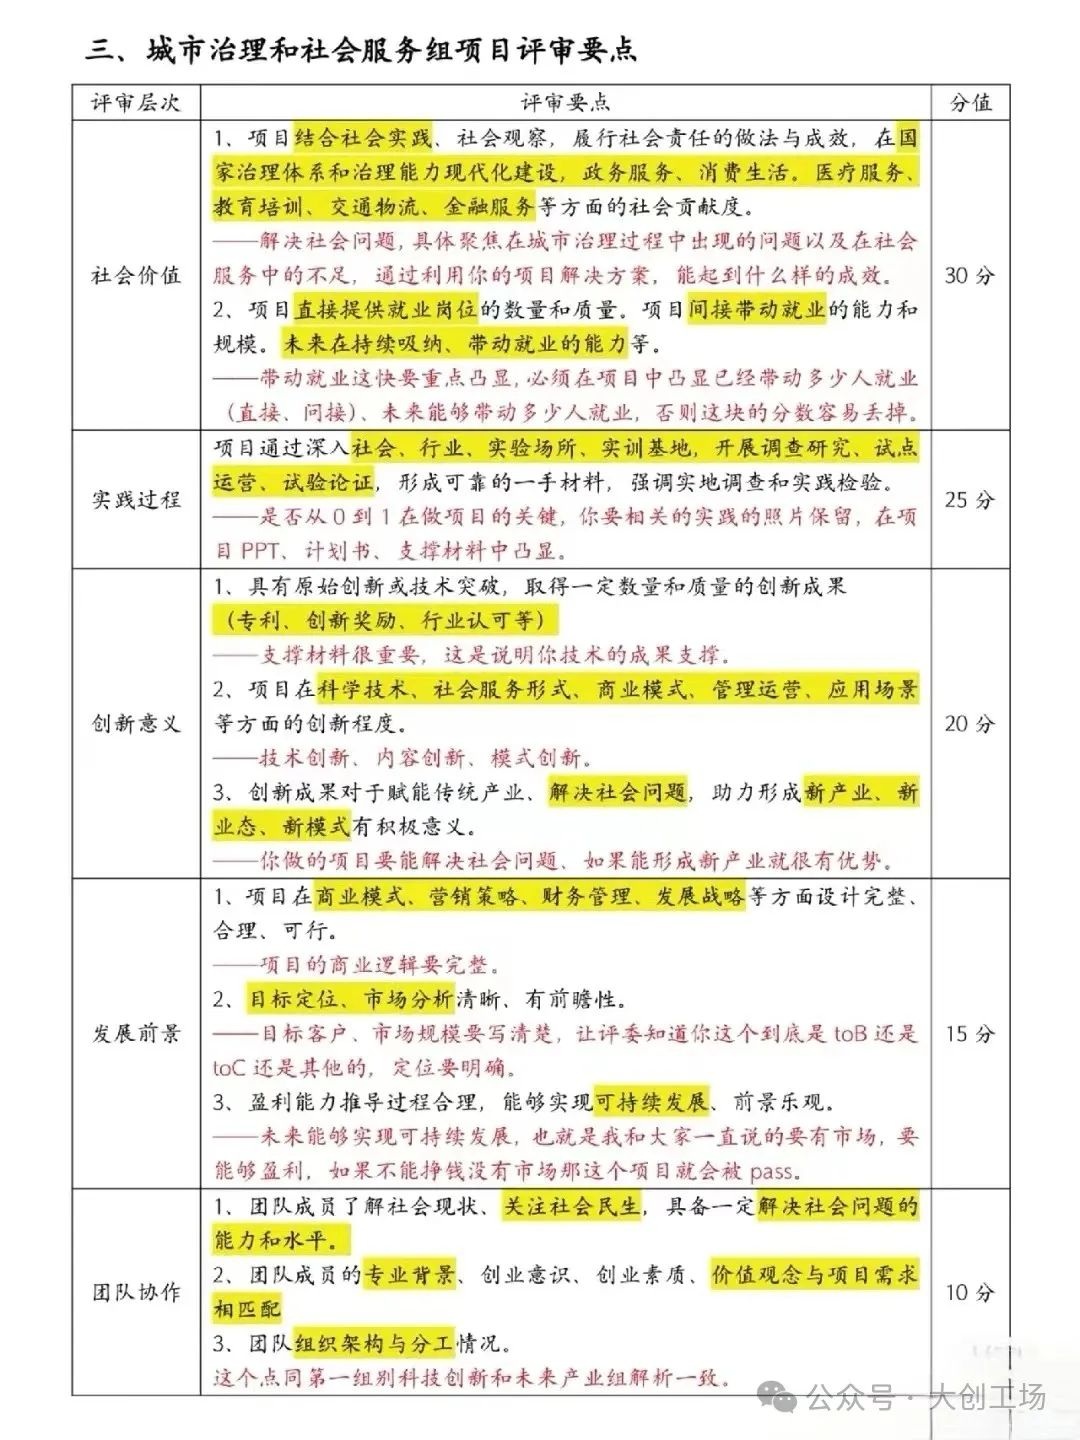 三、城市治理和社会服务组项目评审要点
评审层次
评审要点
分值
社会价值
1、项目结合社会实践、社会观察，履行社会责任的做法与成效，在国
家治理体系和治理能力现代化建设，政务服务、消费生活。医疗服务、
教育培训、交通物流、金融服务等方面的社会贡献度。
——解决社会问题，具体聚焦在城市治理过程中出现的问题以及在社会
服务中的不足，通过利用你的项目解决方案，能起到什么样的成效。
2、项目直接提供就业岗位的数量和质量。项目间接带动就业的能力和
规模。未来在持续吸纳、带动就业的能力等。
——带动就业这快要重点凸显，必须在项目中凸显已经带动多少人就业
（直接、问接）、未来能够带动多少人就业，否则这块的分数容易丢掉。
30 分
实践过程
项目通过深入社会、行业、实验场所、实训基地，开展调查研究、试点
运营、试验论证，形成可靠的一手材料，强调实地调查和实践检验。
——是否从 0 到 1 在做项目的关键，你要相关的实践的照片保留，在项
目 PPT、计划书、支撑材料中凸显。
25 分
创新意义
1、具有原始创新或技术突破，取得一定数量和质量的创新成果
（专利、创新奖励、行业认可等）
——支撑材料很重要，这是说明你技术的成果支撑。
2、项目在科学技术、社会服务形式、商业模式、管理运营、应用场景
等方面的创新程度。
——技术创新、内容创新、模式创新。
3、创新成果对于赋能传统产业、解决社会问题，助力形成新产业、新
业态、新模式有积极意义。
——你做的项目要能解决社会问题、如果能形成新产业就很有优势。
20 分
发展前景
1、项目在商业模式、营销策略、财务管理、发展战略等方面设计完整、
合理、可行。
——项目的商业逻辑要完整。
2、目标定位、市场分析清晰、有前瞻性。
——目标客户、市场规模要写清楚，让评委知道你这个到底是 toB 还是
toC 还是其他的，定位要明确。
3、盈利能力推导过程合理，能够实现可持续发展、前景乐观。
——未来能够实现可持续发展，也就是我和大家一直说的要有市场，要
能够盈利，如果不能挣钱没有市场那这个项目就会被 pass。
15 分
团队协作
1、团队成员了解社会现状、关注社会民生，具备一定解决社会问题的
能力和水平。
2、团队成员的专业背景、创业意识、创业素质、价值观念与项目需求
相匹配
3、团队组织架构与分工情况。
这个点同第一组别科技创新和未来产业组解析一致。
10 分
公众号 · 大创工场